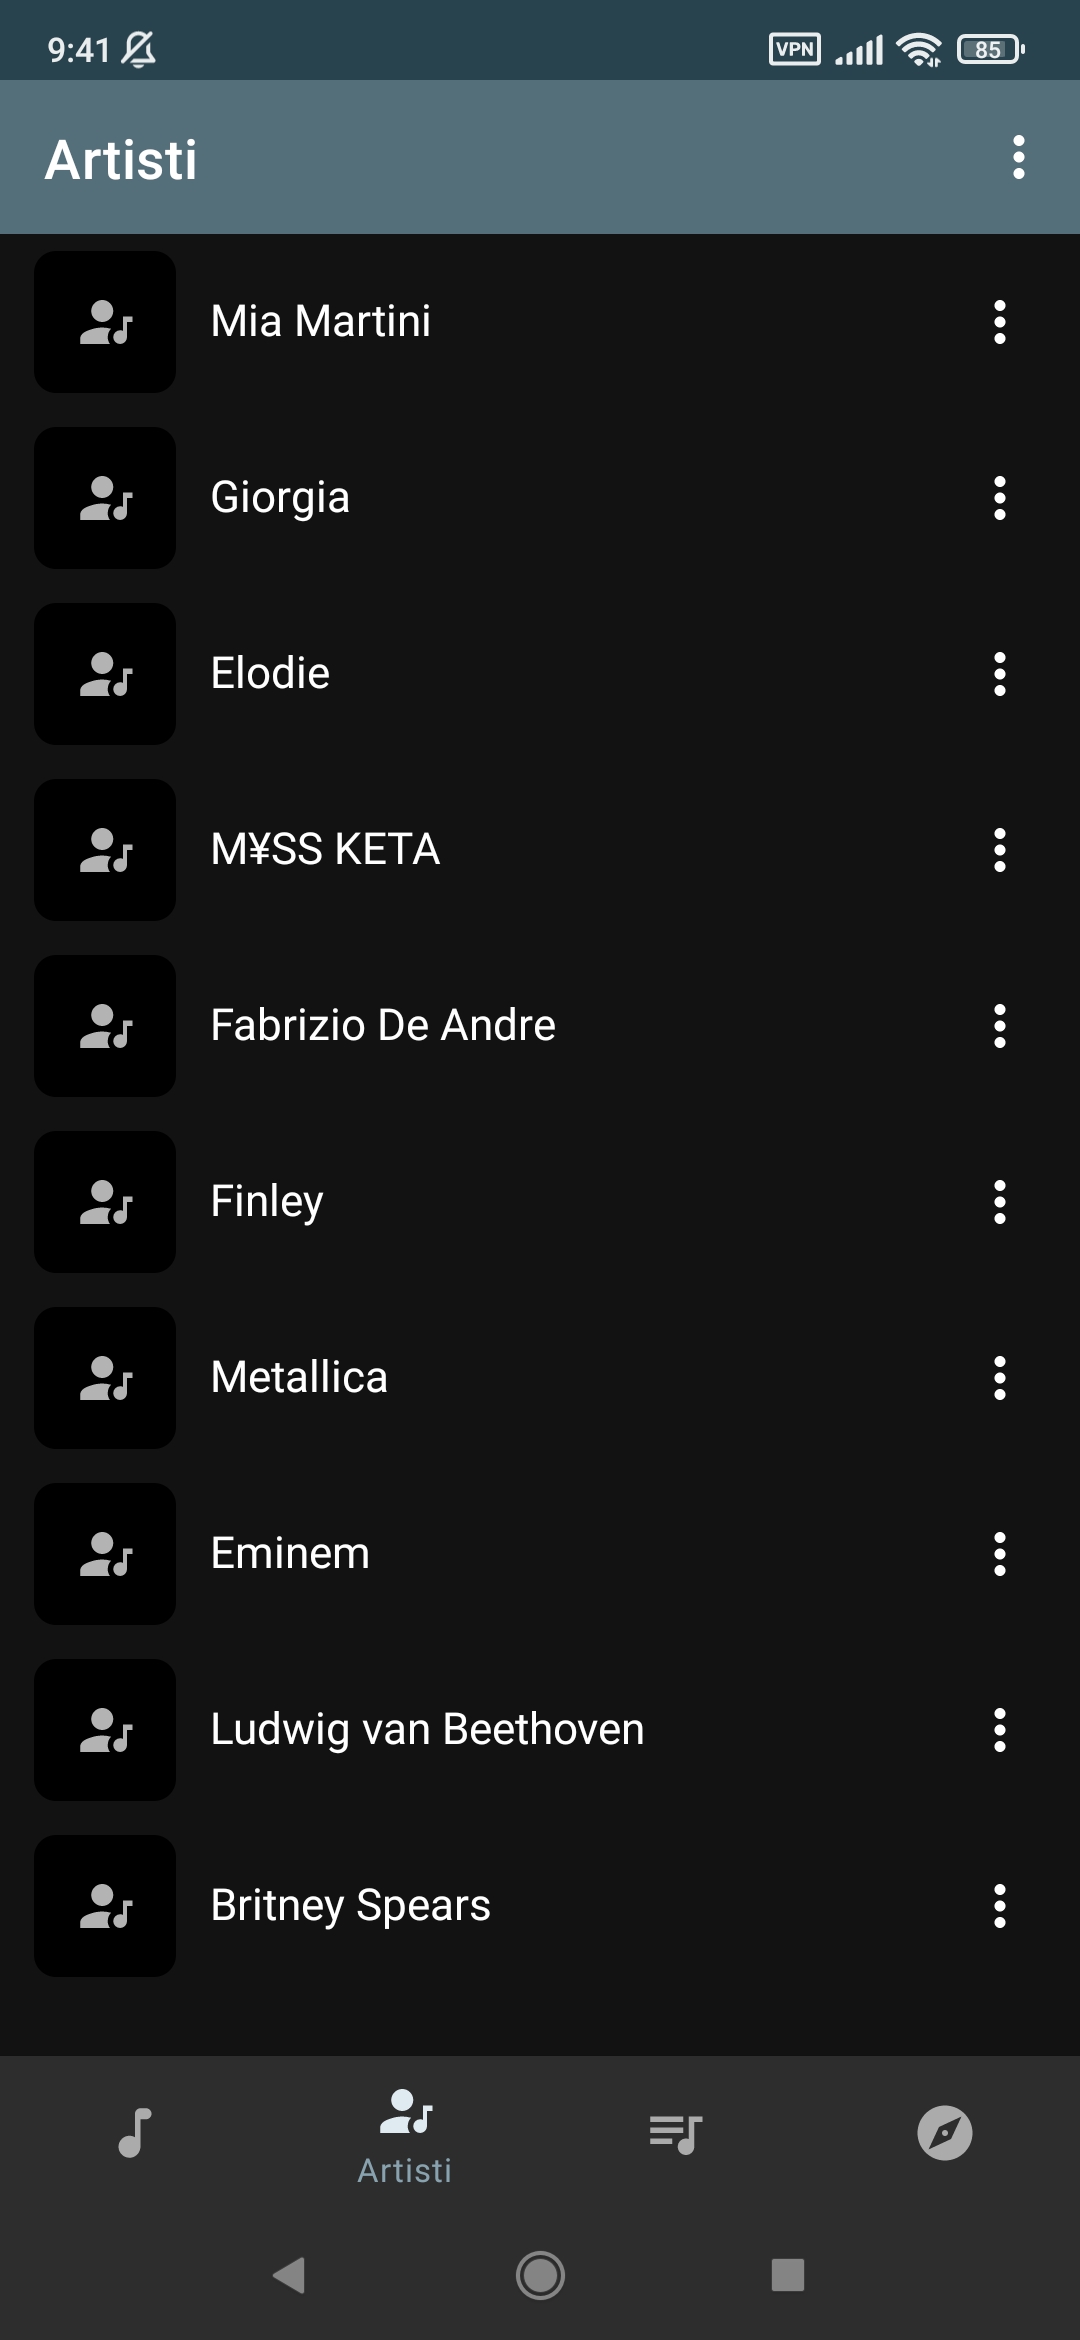 9:41 VPN 85
Artisti
Mia Martini
Giorgia
Elodie
M¥SS KETA
Fabrizio De Andre
Finley
Metallica
Eminem
Ludwig van Beethoven
Britney Spears
Artisti